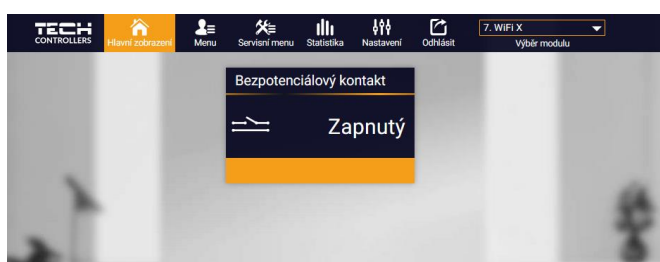 TECH
CONTROLLERS
Hlavní zobrazení
Menu
Servisní menu
Statistika
Nastavení
Odhlásit
7. WiFi X
Výběr modulu
Bezpotenciálový kontakt
Zapnutý